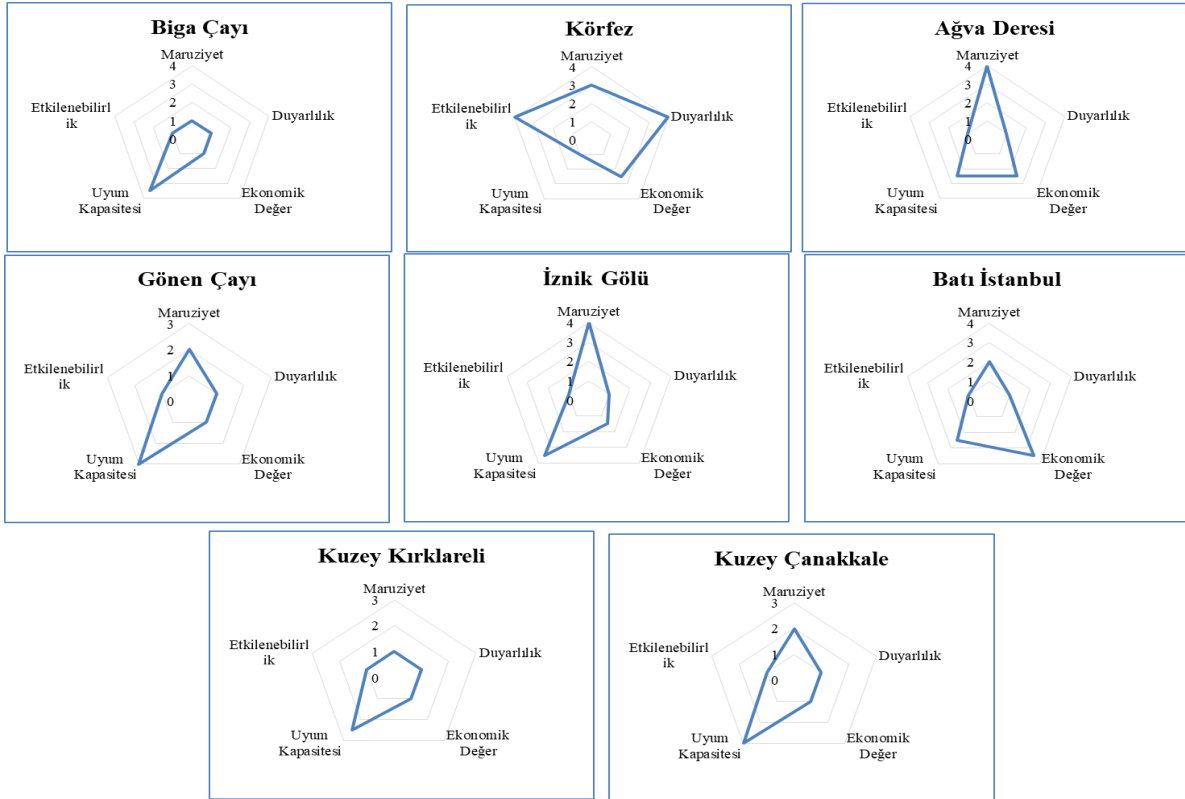 Biga Çayı
Maruziyet
4
3
2
1
0
Duyarlılık
Ekonomik
Değer
Uyum
Kapasitesi
Etkilenebilirl
ik
Körfez
Maruziyet
4
3
2
1
0
Duyarlılık
Ekonomik
Değer
Uyum
Kapasitesi
Etkilenebilirl
ik
Ağva Deresi
Maruziyet
4
3
2
1
0
Duyarlılık
Ekonomik
Değer
Uyum
Kapasitesi
Etkilenebilirl
ik
Gönen Çayı
Maruziyet
3
2
1
0
Duyarlılık
Ekonomik
Değer
Uyum
Kapasitesi
Etkilenebilirl
ik
İznik Gölü
Maruziyet
4
3
2
1
0
Duyarlılık
Ekonomik
Değer
Uyum
Kapasitesi
Etkilenebilirl
ik
Batı İstanbul
Maruziyet
4
3
2
1
0
Duyarlılık
Ekonomik
Değer
Uyum
Kapasitesi
Etkilenebilirl
ik
Kuzey Kırklareli
Maruziyet
3
2
1
0
Duyarlılık
Ekonomik
Değer
Uyum
Kapasitesi
Etkilenebilirl
ik
Kuzey Çanakkale
Maruziyet
3
2
1
0
Duyarlılık
Ekonomik
Değer
Uyum
Kapasitesi
Etkilenebilirl
ik